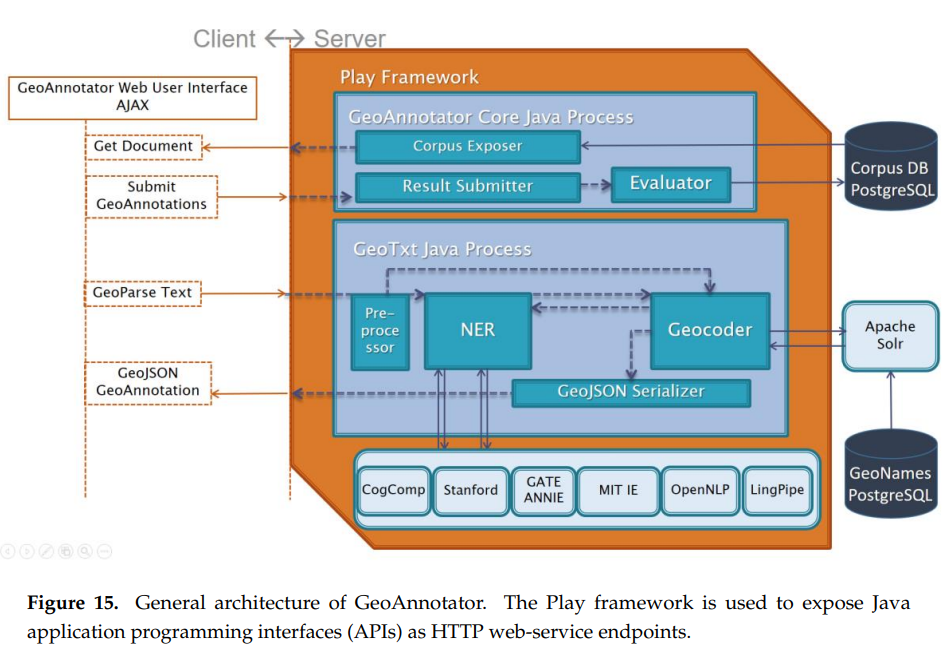 Client <--> Server
GeoAnnotator Web User Interface
AJAX
Get Document
Submit
GeoAnnotations
GeoParse Text
GeoJSON
GeoAnnotation
Play Framework
GeoAnnotator Core Java Process
Corpus Exposer
Result Submitter
Evaluator
Corpus DB
PostgreSQL
GeoTxt Java Process
Pre-
proce
ssor
NER
Geocoder
GeoJSON Serializer
Apache
Solr
GeoNames
PostgreSQL
CogComp
Stanford
GATE
ANNIE
MIT IE
OpenNLP
LingPipe
Figure 15. General architecture of GeoAnnotator. The Play framework is used to expose Java
application programming interfaces (APIs) as HTTP web-service endpoints.